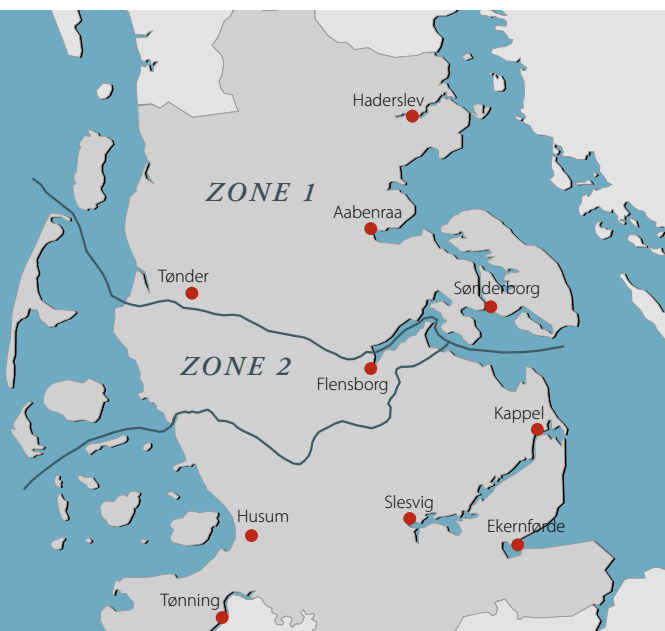 Haderslev
ZONE 1
Aabenraa
Tønder
Sønderborg
ZONE 2
Flensborg
Kappel
Slesvig
Husum
Ekernførde
Tønning